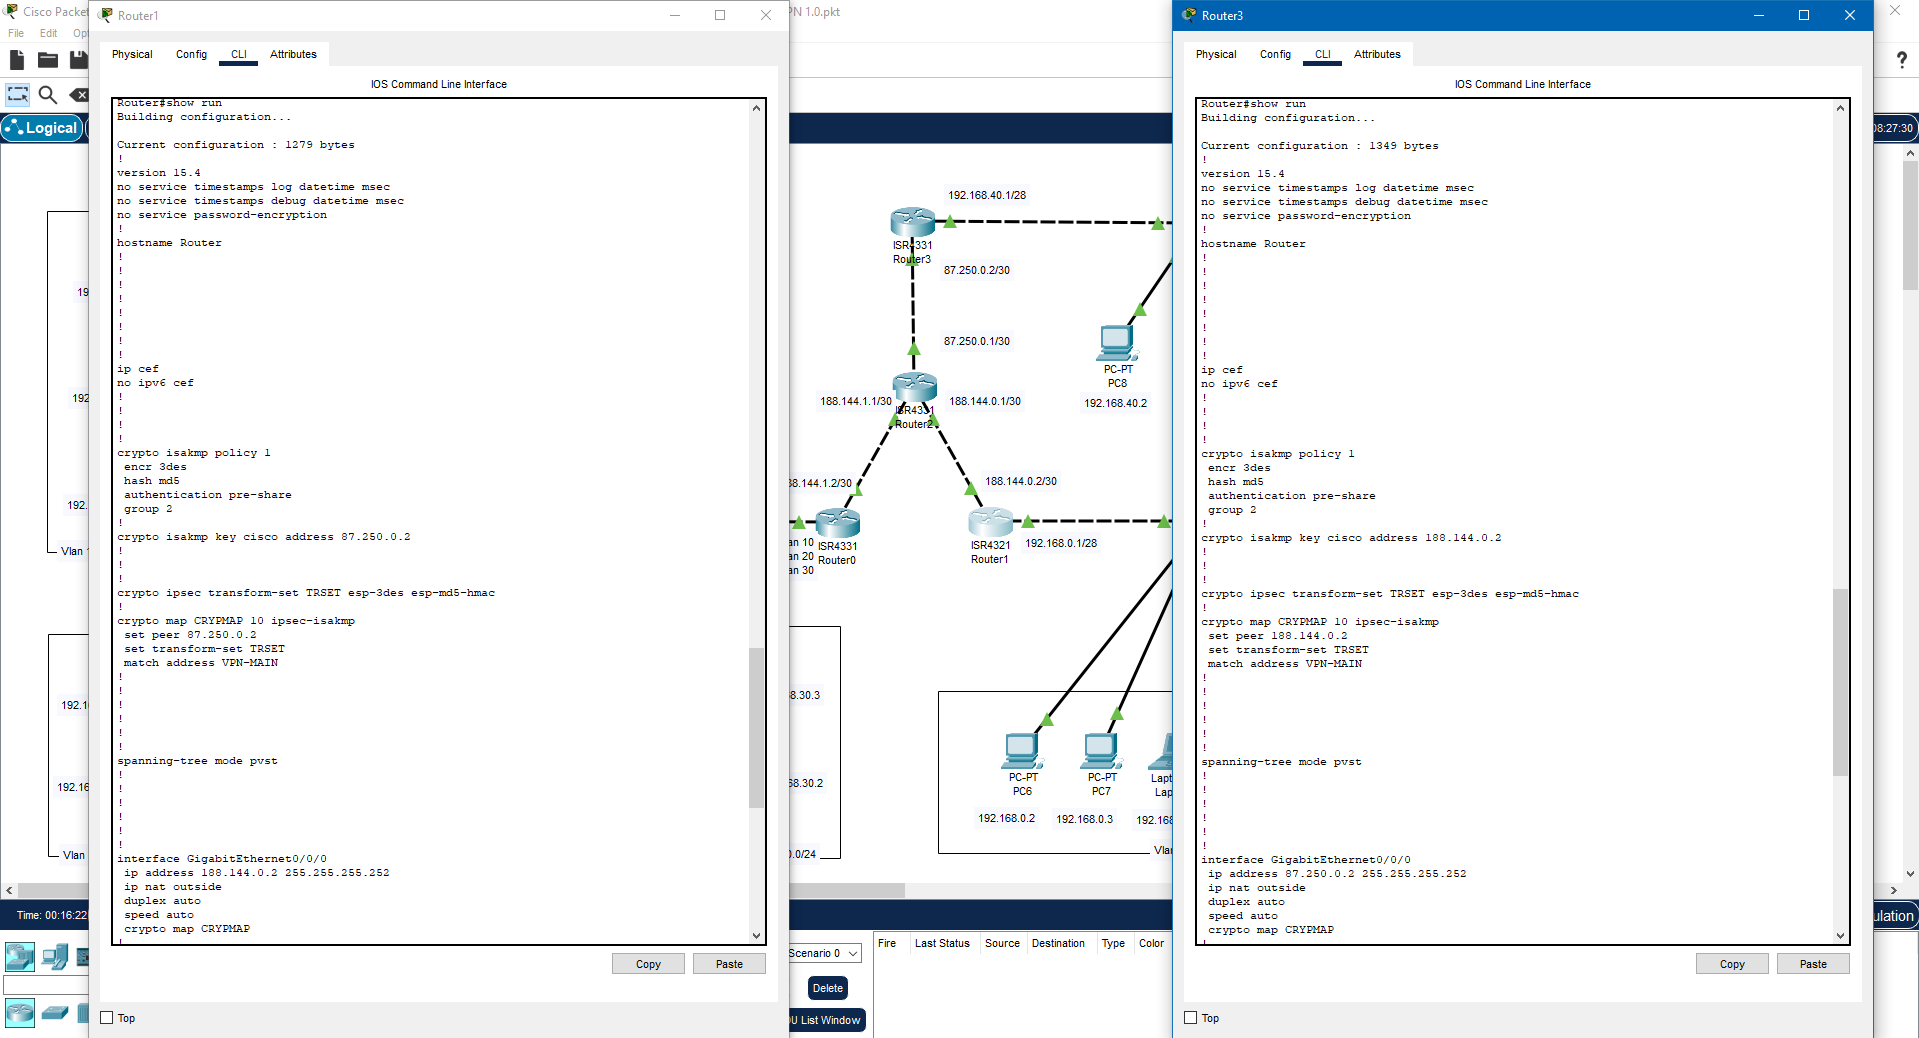 Cisco Packet
File Edit Opt
Logical
Router1
Physical Config CLI Attributes
IOS Command Line Interface
Router#show run
Building configuration...
Current configuration : 1279 bytes
!
version 15.4
no service timestamps log datetime msec
no service timestamps debug datetime msec
no service password-encryption
!
hostname Router
!
!
!
!
!
!
!
!
ip cef
no ipv6 cef
!
!
!
!
crypto isakmp policy 1
encr 3des
hash md5
authentication pre-share
group 2
!
crypto isakmp key cisco address 87.250.0.2
!
!
!
crypto ipsec transform-set TRSET esp-3des esp-md5-hmac
!
crypto map CRYPMAP 10 ipsec-isakmp
set peer 87.250.0.2
set transform-set TRSET
match address VPN-MAIN
!
!
!
!
!
!
spanning-tree mode pvst
!
!
!
!
!
!
interface GigabitEthernet0/0/0
ip address 188.144.0.2 255.255.255.252
ip nat outside
duplex auto
speed auto
crypto map CRYPMAP
!
Copy Paste
Top
19
192
192.
Vlan 1
192.1
192.16
Vlan
Time: 00:16:22
PN 1.0.pkt
192.168.40.1/28
ISR4331
Router3
87.250.0.2/30
87.250.0.1/30
188.144.1.1/30
188.144.0.1/30
ISR4331
Router2
PC-PT
PC8
192.168.40.2
88.144.1.2/30
188.144.0.2/30
an 10
an 20
an 30
ISR4331
Router0
ISR4321
Router1
192.168.0.1/28
8.30.3
68.30.2
0.0/24
PC-PT
PC6
192.168.0.2
PC-PT
PC7
192.168.0.3
Lapt
Lap
192.168
Vla
Scenario 0
Delete
DU List Window
Fire Last Status Source Destination Type Color
Router3
Physical Config CLI Attributes
IOS Command Line Interface
Router#show run
Building configuration...
Current configuration : 1349 bytes
!
version 15.4
no service timestamps log datetime msec
no service timestamps debug datetime msec
no service password-encryption
!
hostname Router
!
!
!
!
!
!
!
!
ip cef
no ipv6 cef
!
!
!
!
crypto isakmp policy 1
encr 3des
hash md5
authentication pre-share
group 2
!
crypto isakmp key cisco address 188.144.0.2
!
!
!
crypto ipsec transform-set TRSET esp-3des esp-md5-hmac
!
crypto map CRYPMAP 10 ipsec-isakmp
set peer 188.144.0.2
set transform-set TRSET
match address VPN-MAIN
!
!
!
!
!
!
spanning-tree mode pvst
!
!
!
!
!
!
interface GigabitEthernet0/0/0
ip address 87.250.0.2 255.255.255.252
ip nat outside
duplex auto
speed auto
crypto map CRYPMAP
!
Copy Paste
Top
?
08:27:30
ulation